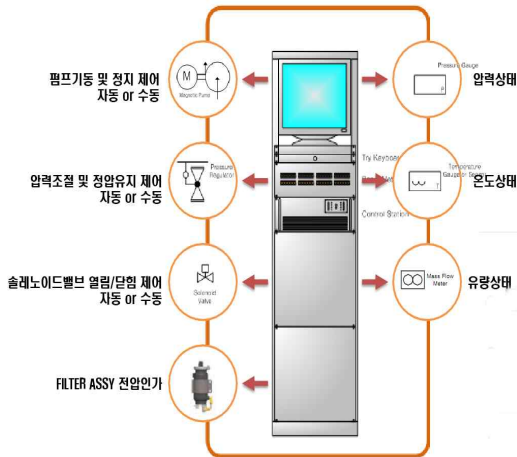 펌프기동 및 정지 제어
자동 or 수동
M
Magnetic Pump
Pressure Gauge
P
압력상태
압력조절 및 정압유지 제어
자동 or 수동
Pressure
Regulator
Try Keyboard
Control Station
Temperature
T
온도상태
솔레노이드밸브 열림/닫힘 제어
자동 or 수동
Solenoid
Valve
Mass Flow
Meter
유량상태
FILTER ASSY 전압인가